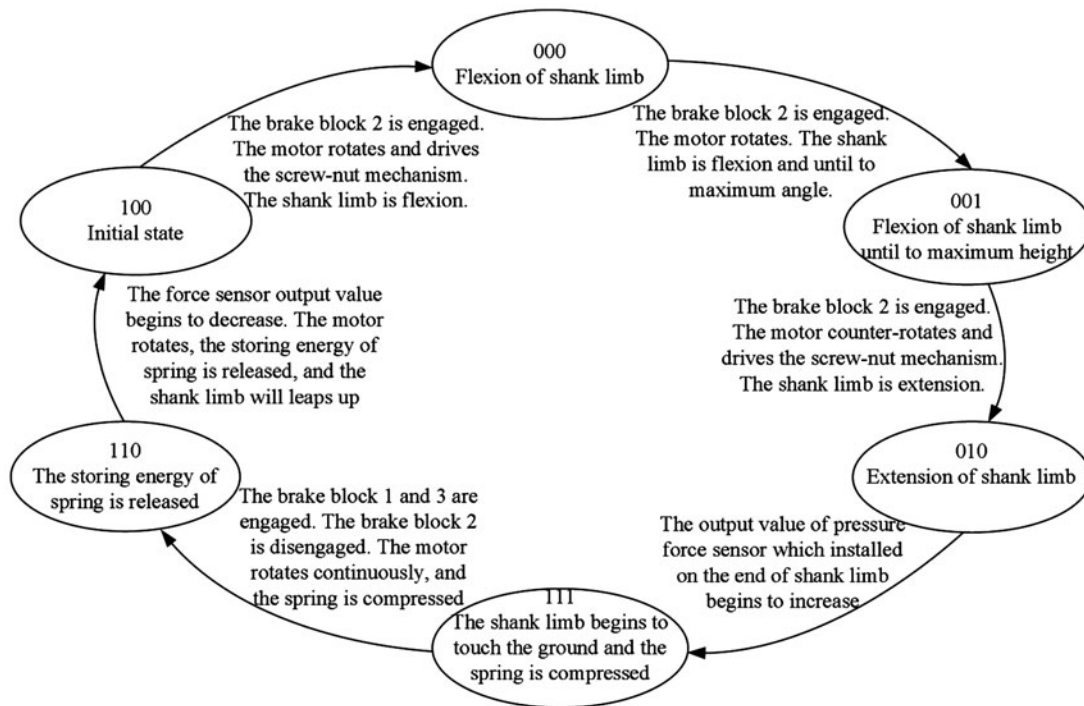 000
Flexion of shank limb
The brake block 2 is engaged.
The motor rotates and drives
the screw-nut mechanism.
The shank limb is flexion.
The brake block 2 is engaged.
The motor rotates. The shank
limb is flexion and until to
maximum angle.
100
Initial state
001
Flexion of shank limb
until to maximum height
The force sensor output value
begins to decrease. The motor
rotates, the storing energy of
spring is released, and the
shank limb will leaps up
The brake block 2 is engaged.
The motor counter-rotates and
drives the screw-nut mechanism.
The shank limb is extension.
110
The storing energy of
spring is released
010
Extension of shank limb
The brake block 1 and 3 are
engaged. The brake block 2
is disengaged. The motor
rotates continuously, and
the spring is compressed
The output value of pressure
force sensor which installed
on the end of shank limb
begins to increase
111
The shank limb begins to
touch the ground and the
spring is compressed